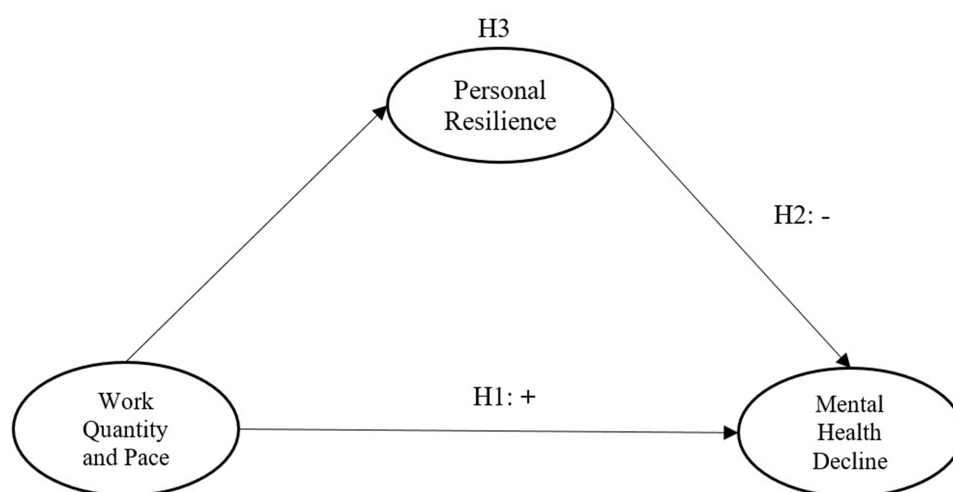 H3
Personal
Resilience
H2: -
H1: +
Work
Quantity
and Pace
Mental
Health
Decline